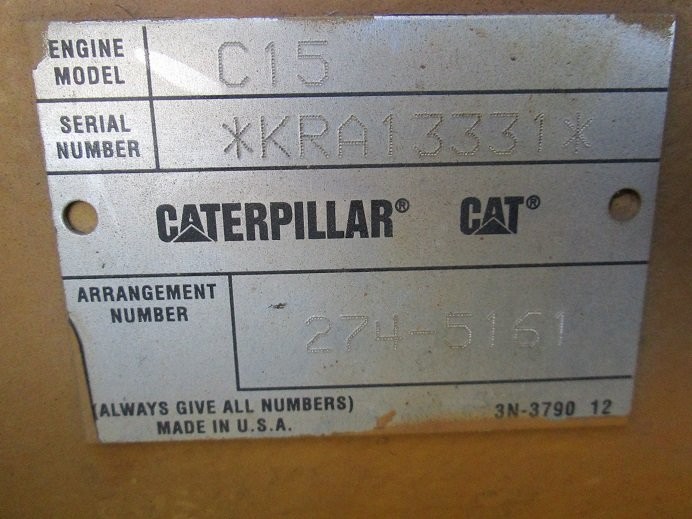 ENGINE MODEL C15
SERIAL NUMBER *KRA13331*
CATERPILLAR® CAT®
ARRANGEMENT NUMBER 274-5161
(ALWAYS GIVE ALL NUMBERS) 3N-3790 12
MADE IN U.S.A.